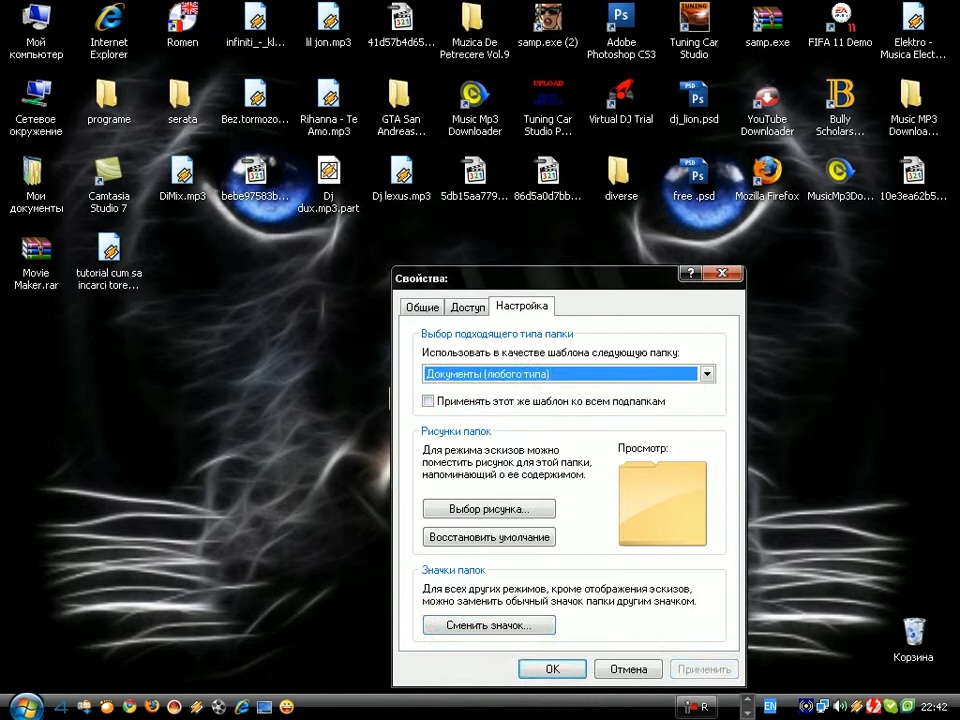 Мой компьютер
Internet Explorer
Romen
infiniti_-_kl...
lil jon.mp3
41d57b4d65...
Muzica De Petrecere Vol.9
samp.exe (2)
Adobe Photoshop CS3
Tuning Car Studio
samp.exe
FIFA 11 Demo
Elektro - Musica Elect...
Сетевое окружение
programe
serata
Bez.tormozo...
Rihanna - Te Amo.mp3
GTA San Andreas...
Music Mp3 Downloader
UPLOAD
Tuning Car Studio P...
Virtual DJ Trial
dj_lion.psd
YouTube Downloader
Bully Scholars...
Music MP3 Downloa...
Мои документы
Camtasia Studio 7
DiMix.mp3
bebe97583b...
Dj dux.mp3.part
Dj lexus.mp3
5db15aa779...
86d5a0d7bb...
diverse
free .psd
Mozilla Firefox
MusicMp3Do...
10e3ea62b5...
Movie Maker.rar
tutorial cum sa incarci tore...
Свойства:
Общие
Доступ
Настройка
Выбор подходящего типа папки
Использовать в качестве шаблона следующую папку:
Документы (любого типа)
Применять этот же шаблон ко всем подпапкам
Рисунки папок
Для режима эскизов можно
поместить рисунок для этой папки,
напоминающий о ее содержимом.
Просмотр:
Выбор рисунка...
Восстановить умолчание
Значки папок
Для всех других режимов, кроме отображения эскизов,
можно заменить обычный значок папки другим значком.
Сменить значок...
OK
Отмена
Применить
Корзина
R
EN
22:42